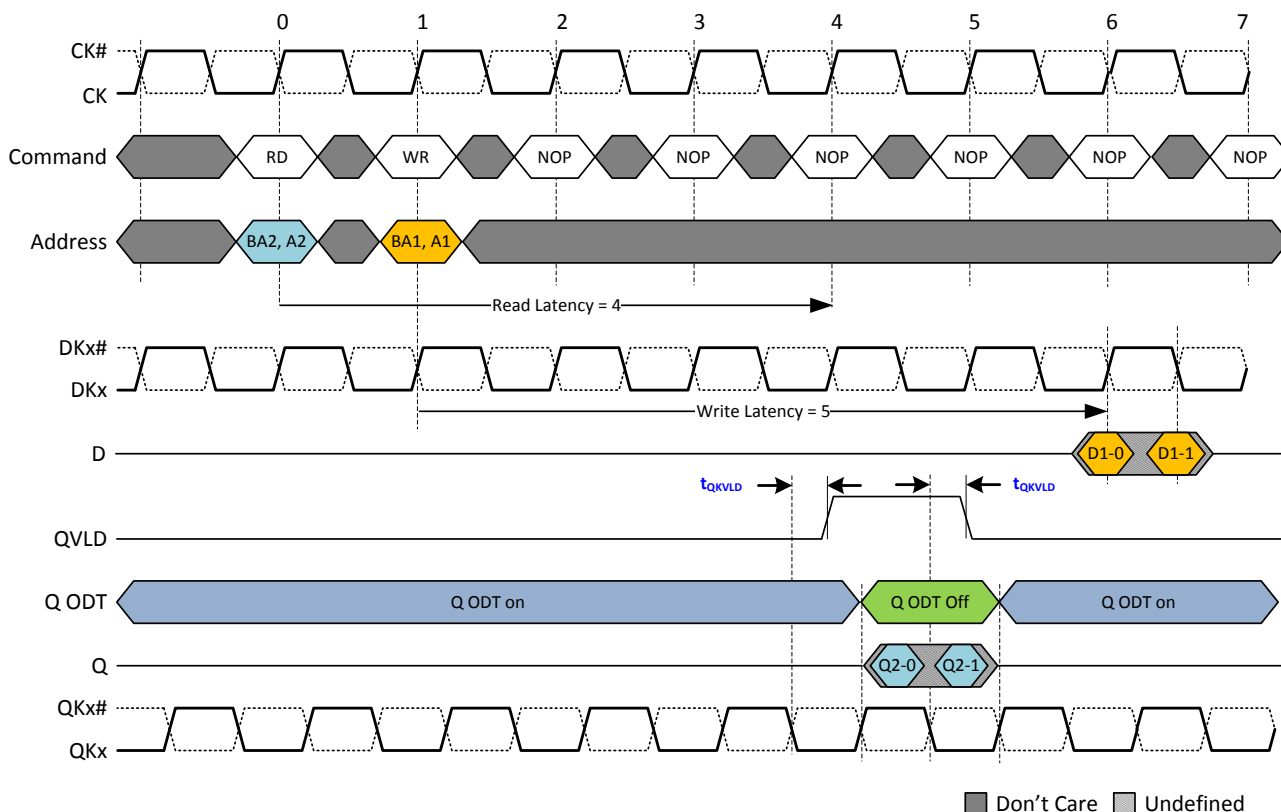 0 1 2 3 4 5 6 7
CK#
CK
Command RD WR NOP NOP NOP NOP NOP NOP
Address BA2, A2 BA1, A1
Read Latency = 4
DKx#
DKx
Write Latency = 5
D D1-0 D1-1
tQKVLD tQKVLD
QVLD
Q ODT Q ODT on Q ODT Off Q ODT on
Q Q2-0 Q2-1
QKx#
QKx
Don't Care Undefined